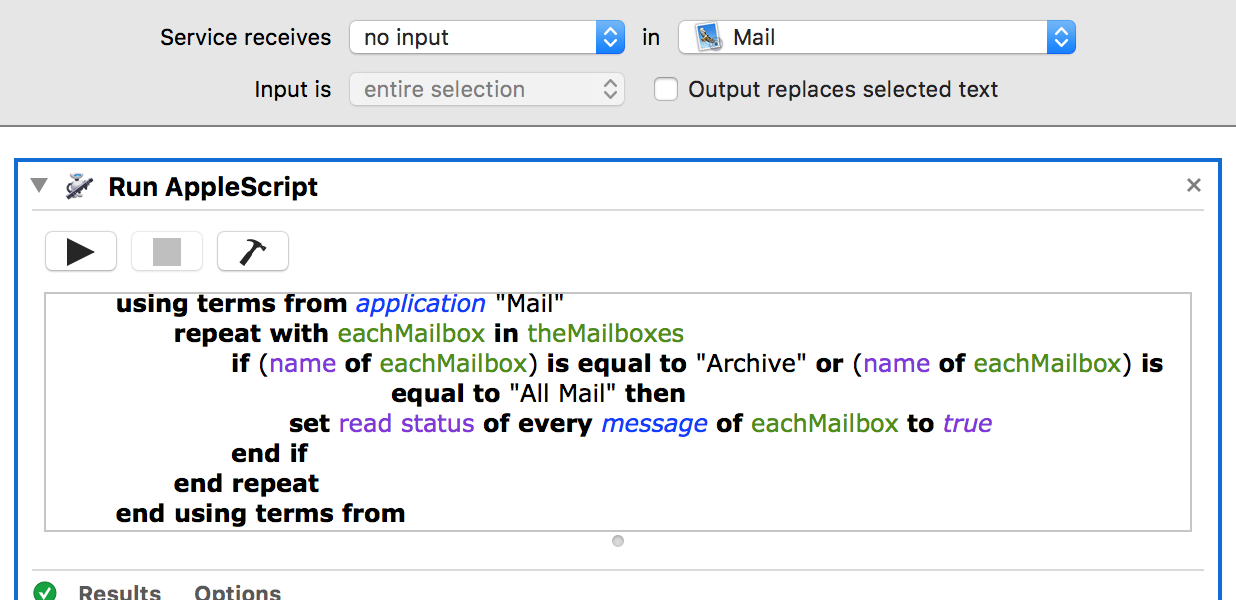 Service receives no input in Mail
Input is entire selection Output replaces selected text
Run AppleScript
using terms from application "Mail"
repeat with eachMailbox in theMailboxes
if (name of eachMailbox) is equal to "Archive" or (name of eachMailbox) is
equal to "All Mail" then
set read status of every message of eachMailbox to true
end if
end repeat
end using terms from
Results Options